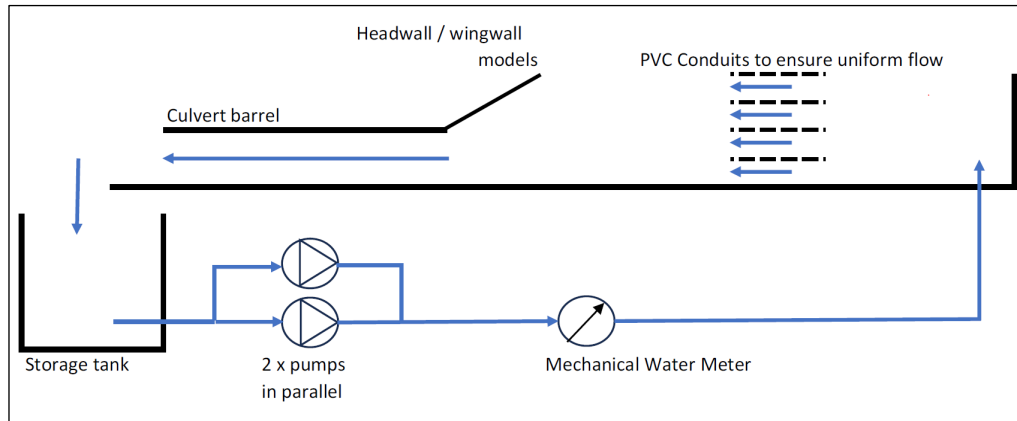 Headwall / wingwall
models
PVC Conduits to ensure uniform flow
Culvert barrel
Storage tank
2 x pumps
in parallel
Mechanical Water Meter